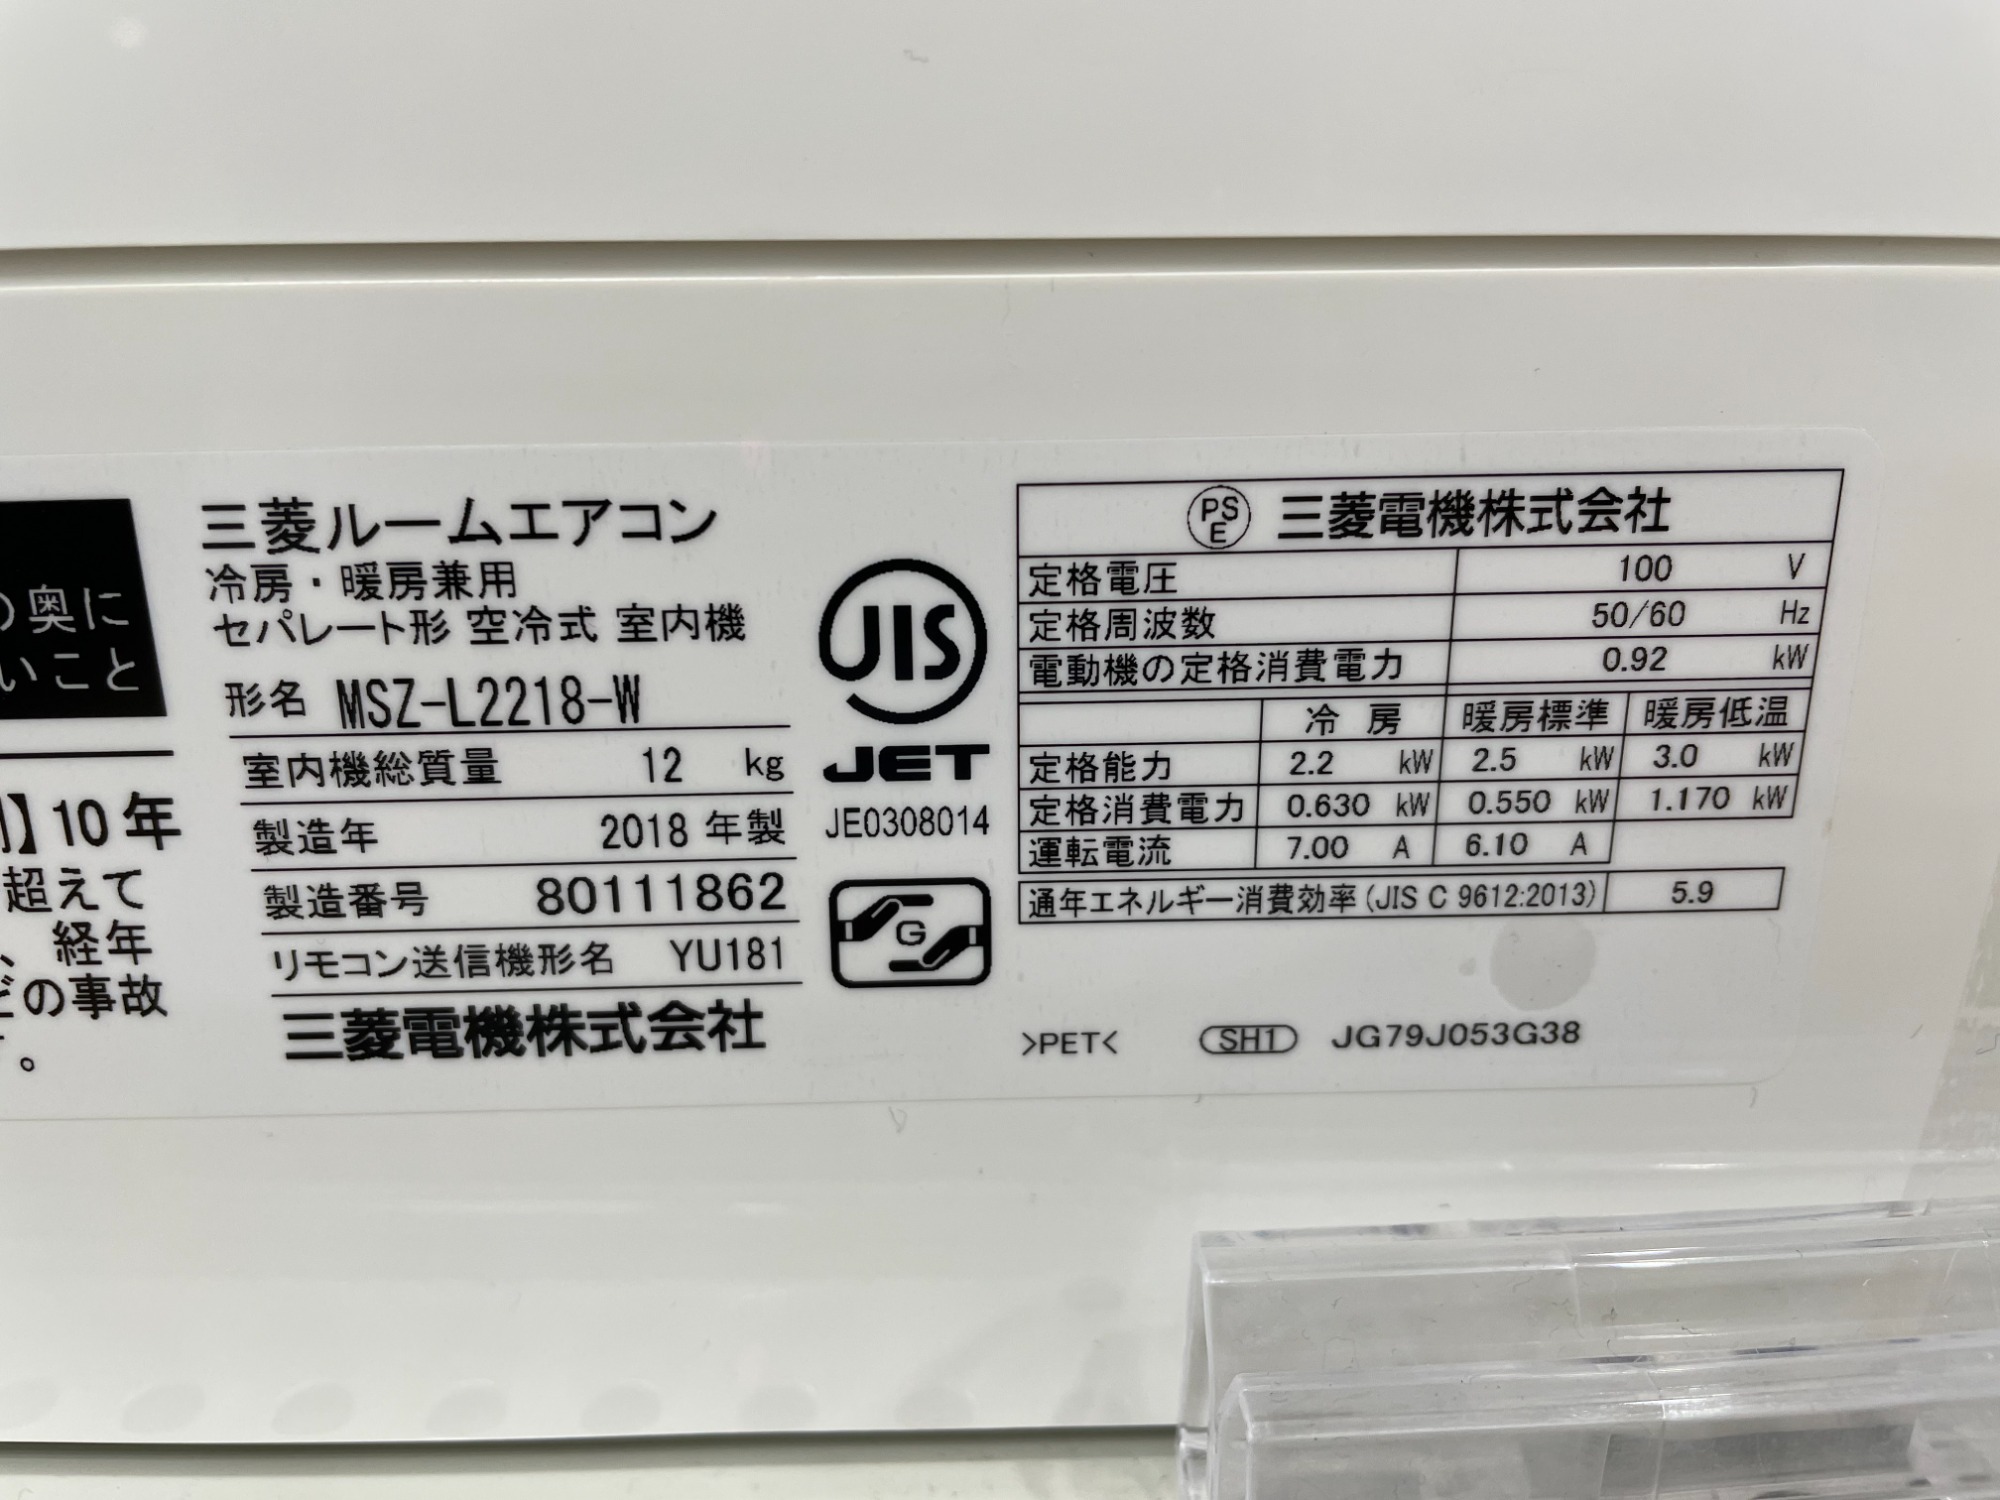 の奥に
いこと
】10年
超えて
、経年
どの事故
。
三菱ルームエアコン
冷房・暖房兼用
セパレート形 空冷式 室内機
形名 MSZ-L2218-W
室内機総質量 12 kg
製造年 2018 年製
製造番号 80111862
リモコン送信機形名 YU181
三菱電機株式会社
JIS
JET
JE0308014
G
PSE 三菱電機株式会社
定格電圧 100 V
定格周波数 50/60 Hz
電動機の定格消費電力 0.92 kW
冷房 暖房標準 暖房低温
定格能力 2.2 kW 2.5 kW 3.0 kW
定格消費電力 0.630 kW 0.550 kW 1.170 kW
運転電流 7.00 A 6.10 A
通年エネルギー消費効率(JIS C 9612:2013) 5.9
>PET< SH1 JG79J053G38